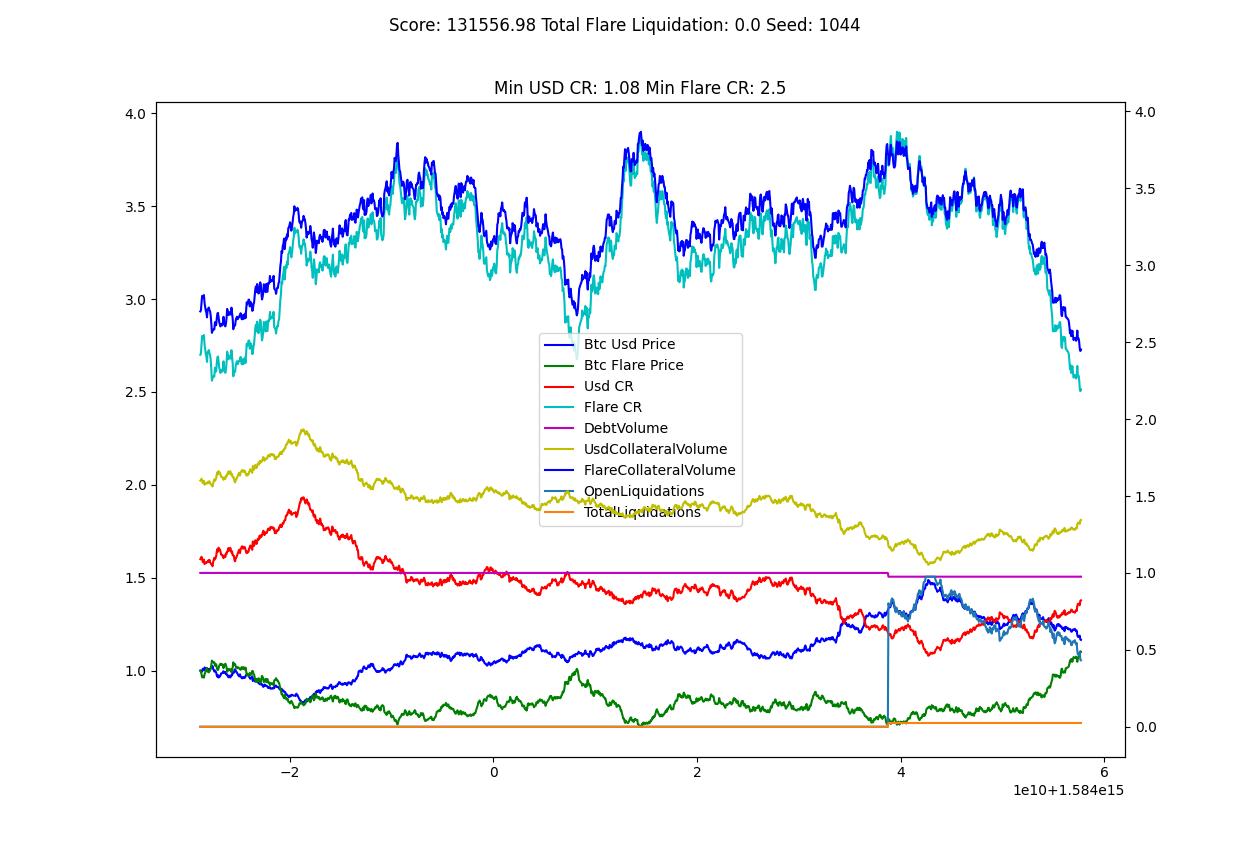 Score: 131556.98 Total Flare Liquidation: 0.0 Seed: 1044
Min USD CR: 1.08 Min Flare CR: 2.5
4.0
3.5
3.0
2.5
2.0
1.5
1.0
4.0
3.5
3.0
2.5
2.0
1.5
1.0
0.5
0.0
Btc Usd Price
Btc Flare Price
Usd CR
Flare CR
DebtVolume
UsdCollateralVolume
FlareCollateralVolume
OpenLiquidations
TotalLiquidations
−2 0 2 4 6
1e10+1.584e15